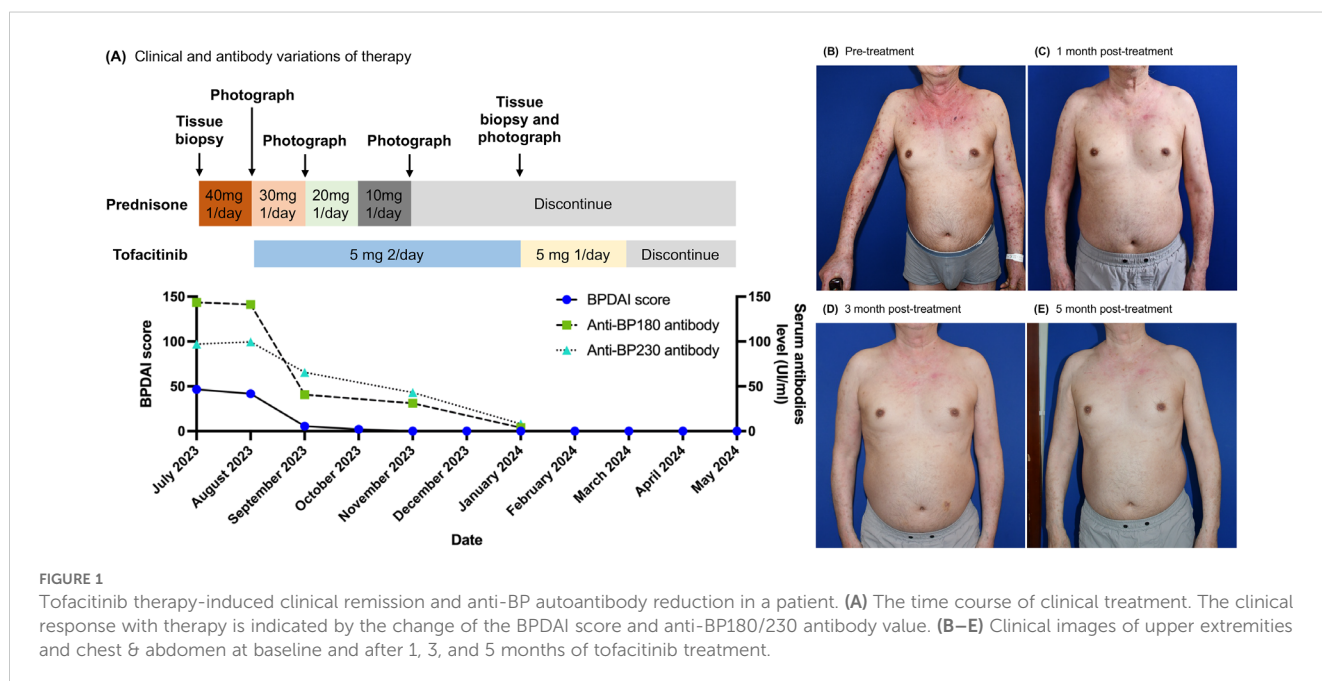 (A) Clinical and antibody variations of therapy
Photograph
Tissue
biopsy
Photograph
Photograph
Tissue
biopsy and
photograph
Prednisone
40mg
1/day
30mg
1/day
20mg
1/day
10mg
1/day
Discontinue
Tofacitinib
5 mg 2/day
5 mg 1/day
Discontinue
BPDAI score
150
100
50
0
BPDAI score
Anti-BP180 antibody
Anti-BP230 antibody
150
100
50
0
Serum antibodies
level (UI/ml)
July 2023
August 2023
September 2023
October 2023
November 2023
December 2023
January 2024
February 2024
March 2024
April 2024
May 2024
Date
(B) Pre-treatment
(C) 1 month post-treatment
(D) 3 month post-treatment
(E) 5 month post-treatment
FIGURE 1
Tofacitinib therapy-induced clinical remission and anti-BP autoantibody reduction in a patient. (A) The time course of clinical treatment. The clinical
response with therapy is indicated by the change of the BPDAI score and anti-BP180/230 antibody value. (B–E) Clinical images of upper extremities
and chest & abdomen at baseline and after 1, 3, and 5 months of tofacitinib treatment.